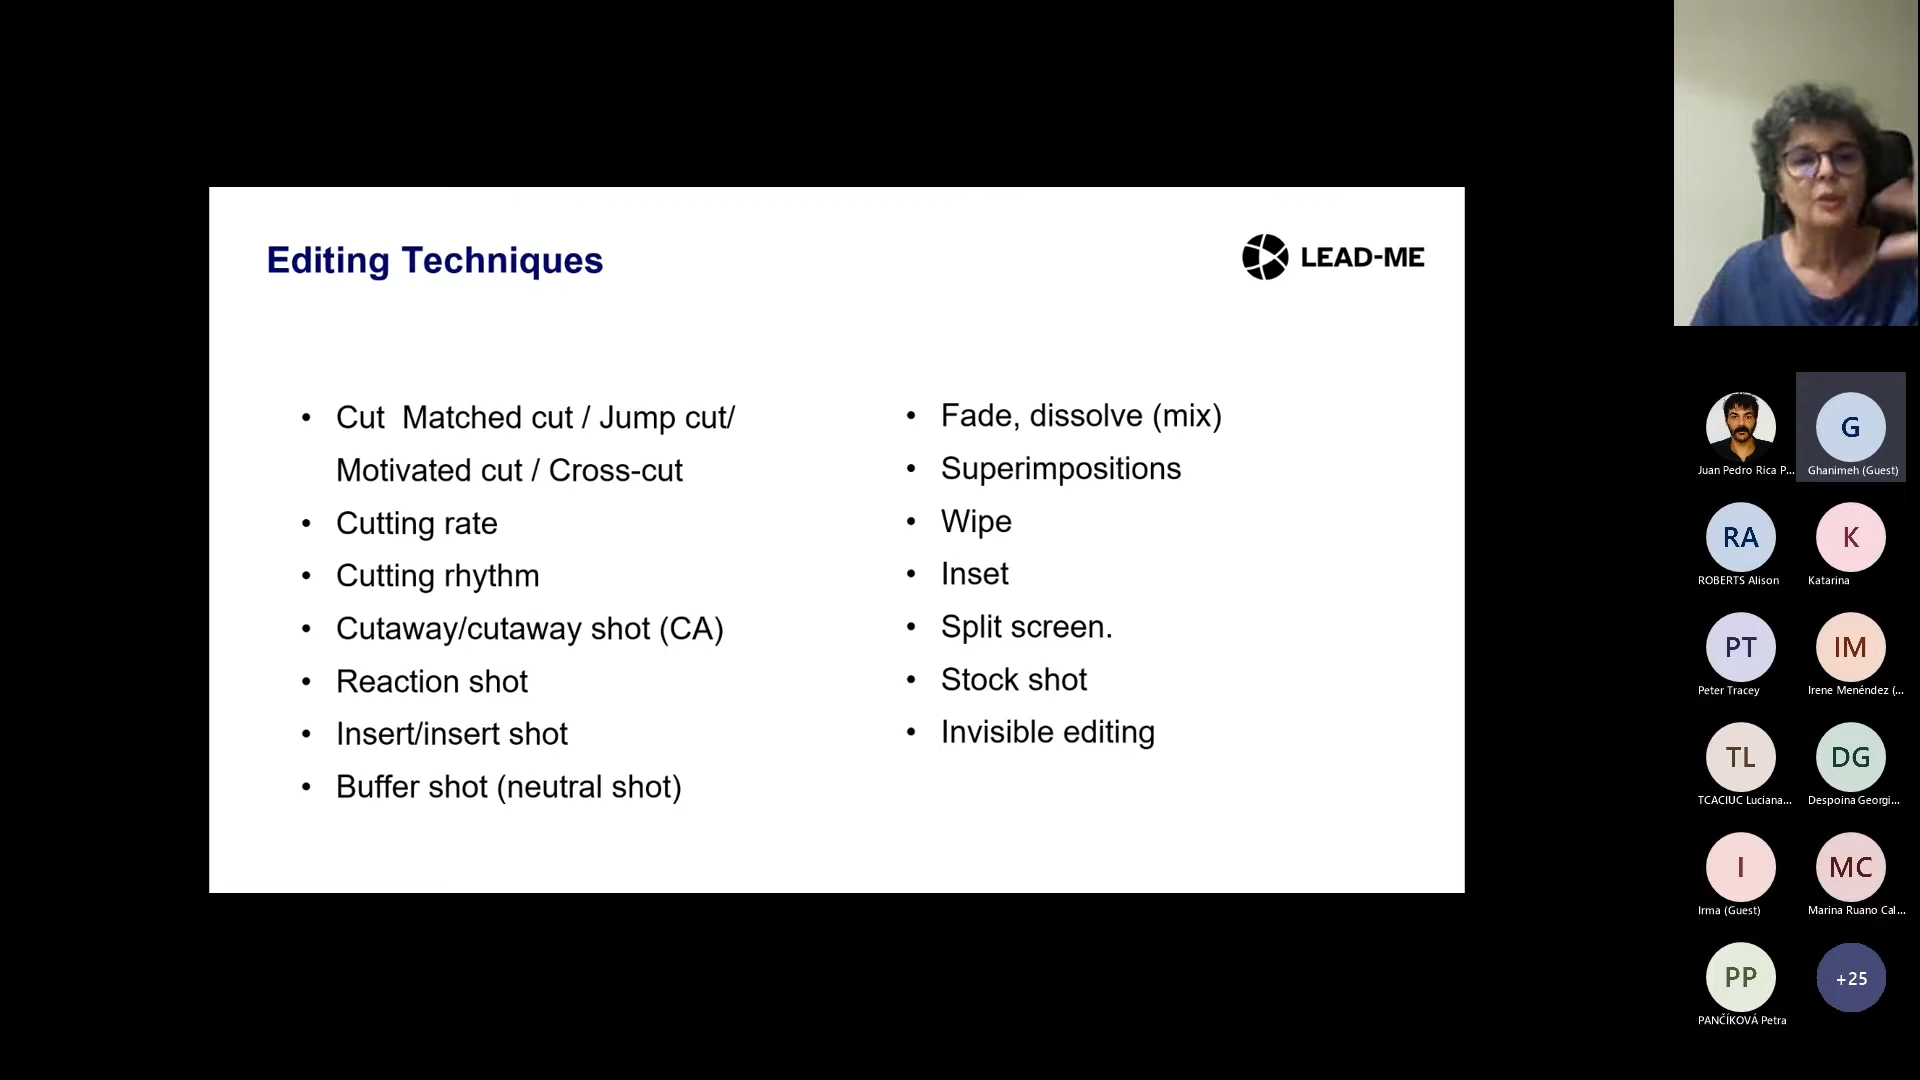 Editing Techniques
LEAD-ME
• Cut  Matched cut / Jump cut/
Motivated cut / Cross-cut
• Cutting rate
• Cutting rhythm
• Cutaway/cutaway shot (CA)
• Reaction shot
• Insert/insert shot
• Buffer shot (neutral shot)
• Fade, dissolve (mix)
• Superimpositions
• Wipe
• Inset
• Split screen.
• Stock shot
• Invisible editing
Juan Pedro Rica P...
G
Ghanimeh (Guest)
RA
ROBERTS Alison
K
Katarina
PT
Peter Tracey
IM
Irene Menéndez (...
TL
TCACIUC Luciana...
DG
Despoina Georgi...
I
Irma (Guest)
MC
Marina Ruano Cal...
PP
PANČÍKOVÁ Petra
+25